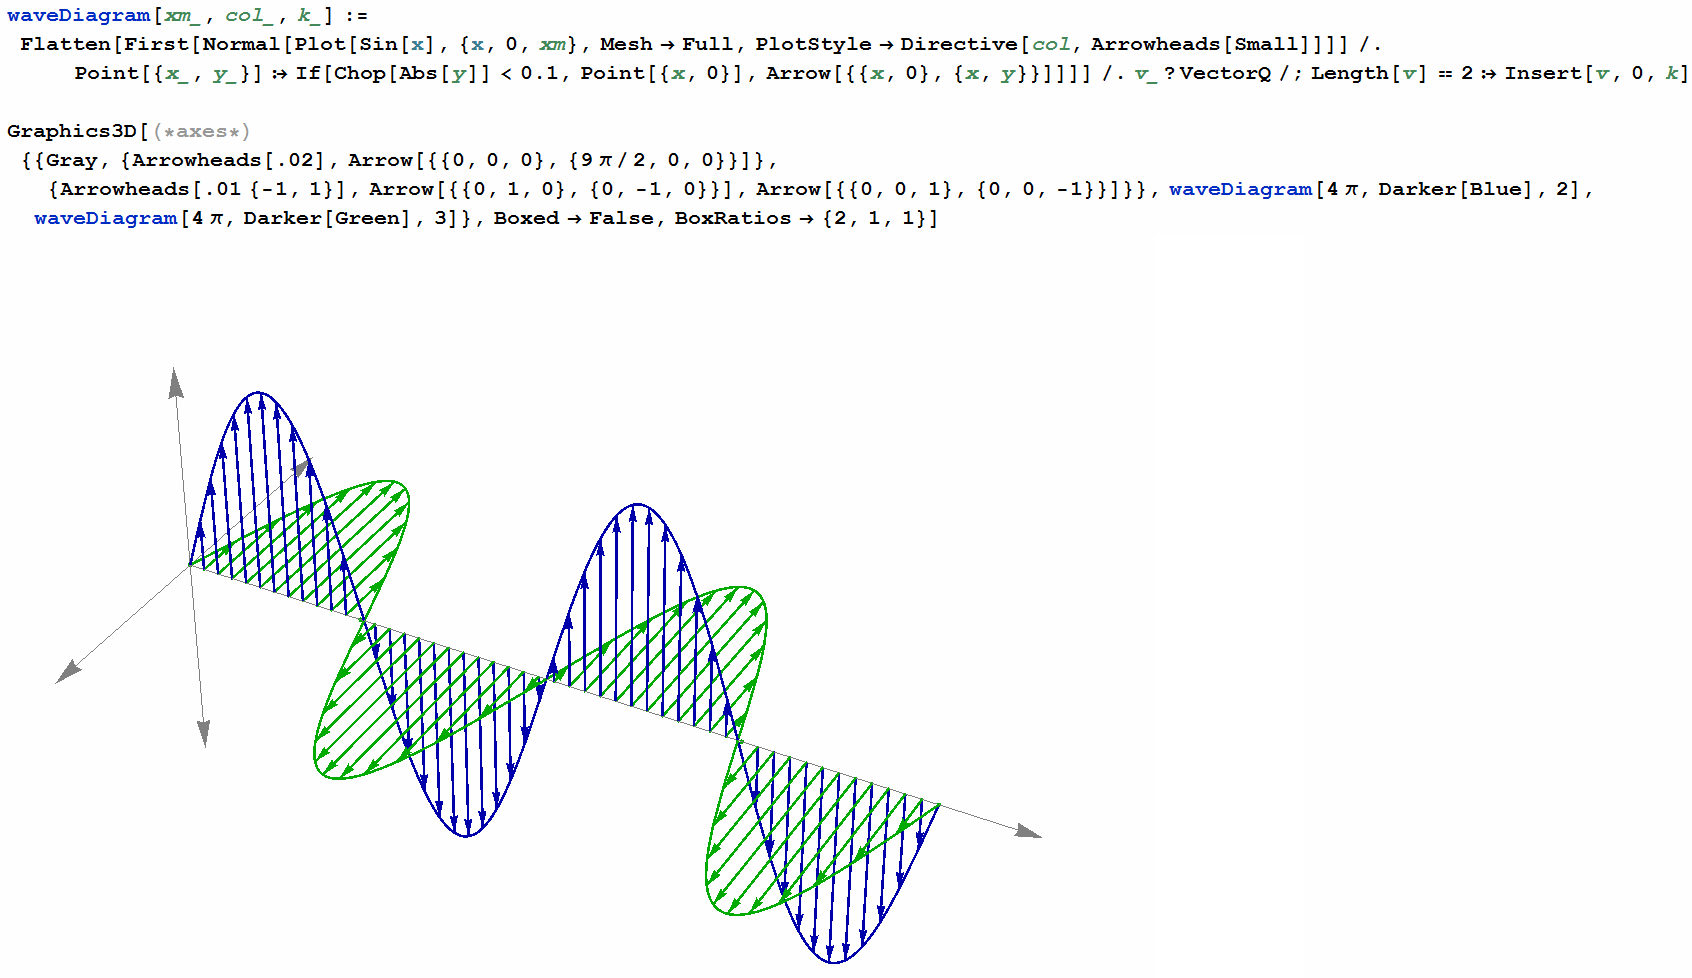 waveDiagram[xm_, col_, k_] :=
Flatten[First[Normal[Plot[Sin[x], {x, 0, xm}, Mesh → Full, PlotStyle → Directive[col, Arrowheads[Small]]]]] /.
Point[{x_, y_}] :→ If[Chop[Abs[y]] < 0.1, Point[{x, 0}], Arrow[{{x, 0}, {x, y}}]]]] /. v_?VectorQ /; Length[v] == 2 :→ Insert[v, 0, k]
Graphics3D[(*axes*)
{{Gray, {Arrowheads[.02], Arrow[{{0, 0, 0}, {9 π/2, 0, 0}}]},
{Arrowheads[.01 {-1, 1}], Arrow[{{0, 1, 0}, {0, -1, 0}}], Arrow[{{0, 0, 1}, {0, 0, -1}}]}}, waveDiagram[4 π, Darker[Blue], 2],
waveDiagram[4 π, Darker[Green], 3]}, Boxed → False, BoxRatios → {2, 1, 1}]